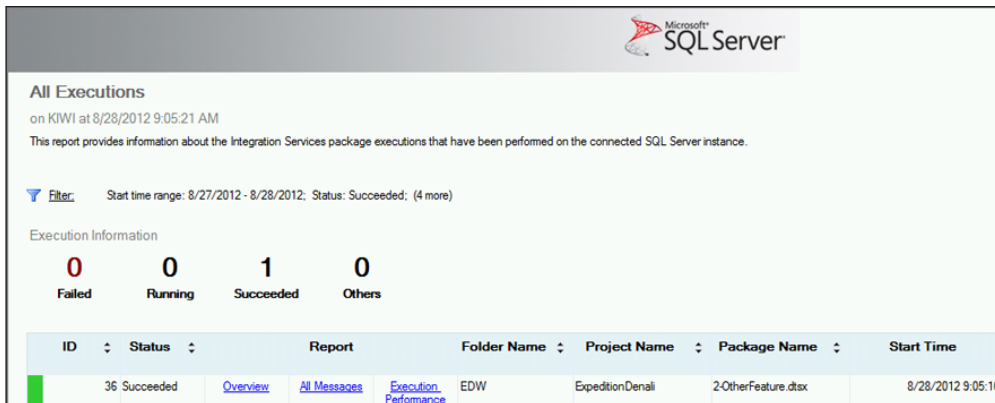 Microsoft®
SQL Server®
All Executions
on KIWI at 8/28/2012 9:05:21 AM
This report provides information about the Integration Services package executions that have been performed on the connected SQL Server instance.
Filter: Start time range: 8/27/2012 - 8/28/2012; Status: Succeeded; (4 more)
Execution Information
0 0 1 0
Failed Running Succeeded Others
ID Status Report Folder Name Project Name Package Name Start Time
36 Succeeded Overview All Messages Execution EDW ExpeditionDenali 2-OtherFeature.dtsx 8/28/2012 9:05:
Performance